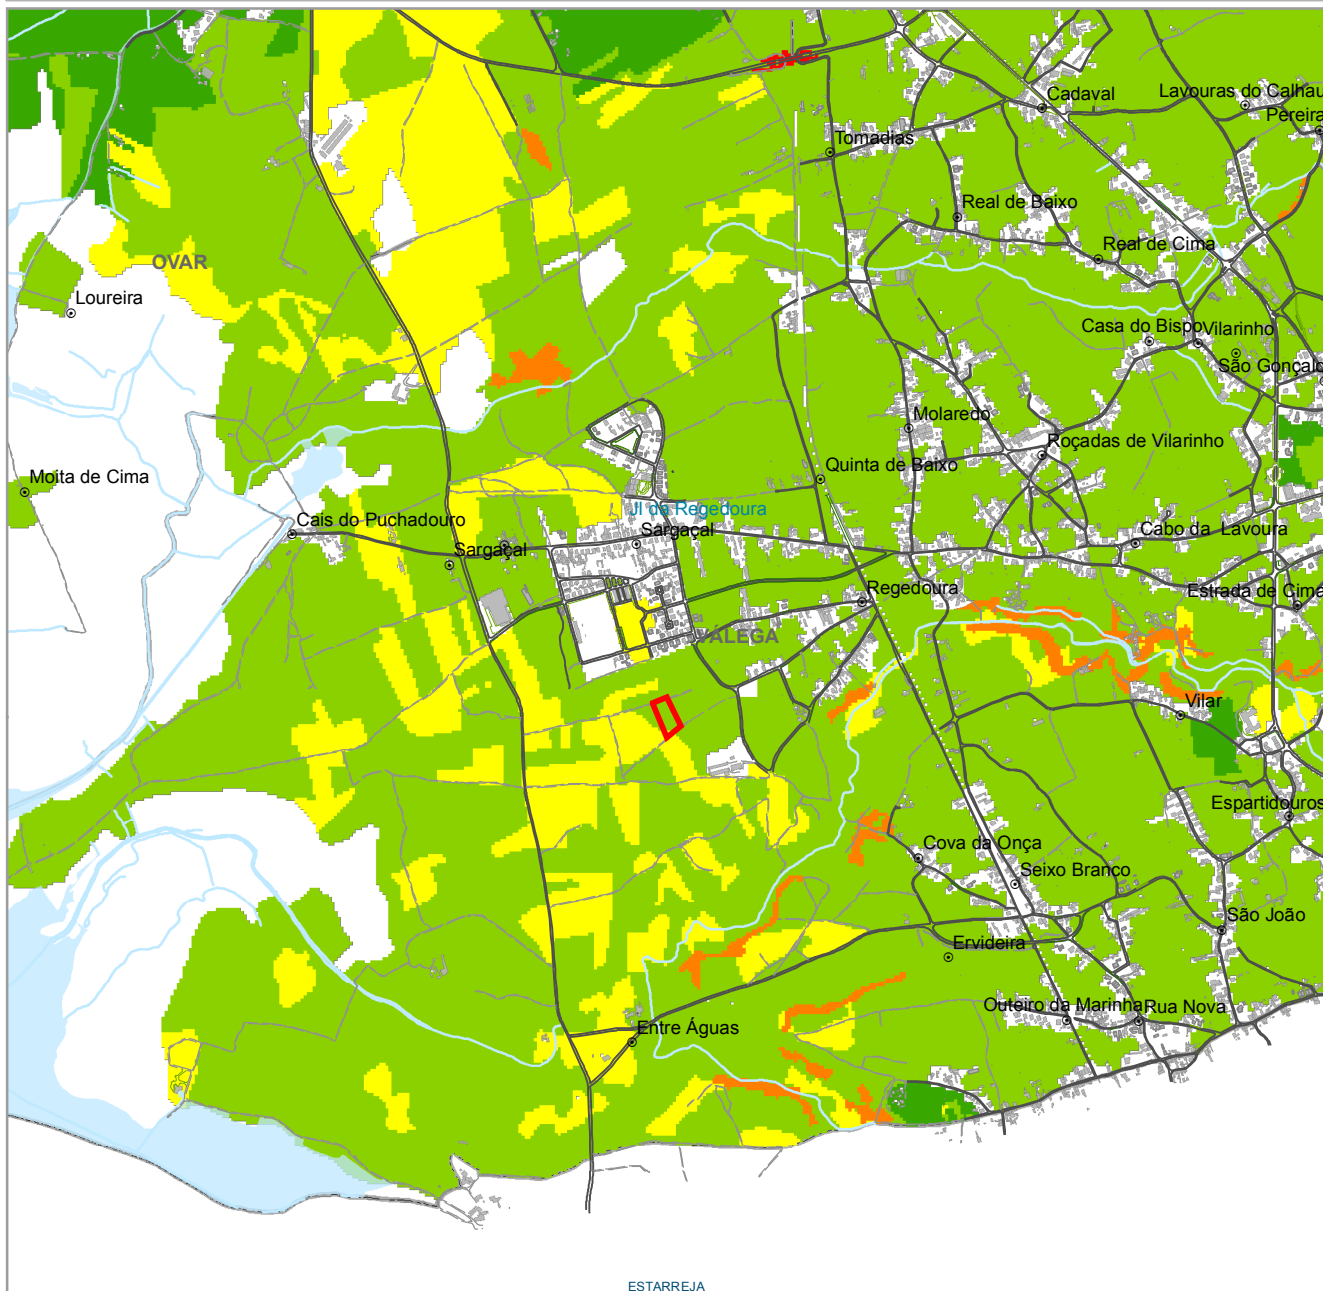 Cadaval
Lavouras do Calhau
Pereira
Tomadias
Real de Baixo
Real de Cima
OVAR
Loureira
Casa do Bispo
Vilarinho
São Gonçalo
Molaredo
Roçadas de Vilarinho
Quinta de Baixo
Moita de Cima
Jl da Regedoura
Cais do Puchadouro
Sargaçal
Sargaçal
Cabo da Lavoura
Regedoura
Estrada de Cima
VÁLEGA
Vilar
Espartidouros
Cova da Onça
Seixo Branco
São João
Ervideira
Outeiro da Marinha
Rua Nova
Entre Águas
ESTARREJA